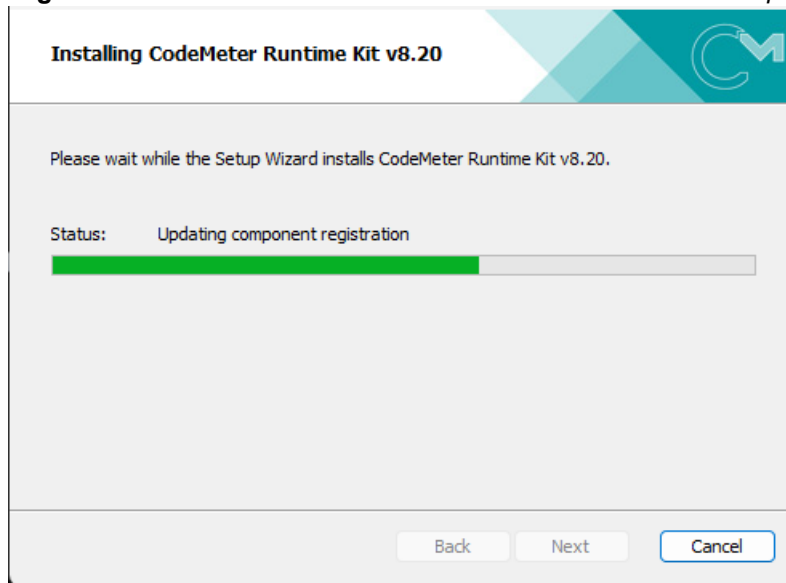 Installing CodeMeter Runtime Kit v8.20
Please wait while the Setup Wizard installs CodeMeter Runtime Kit v8.20.
Status: Updating component registration
Back Next Cancel